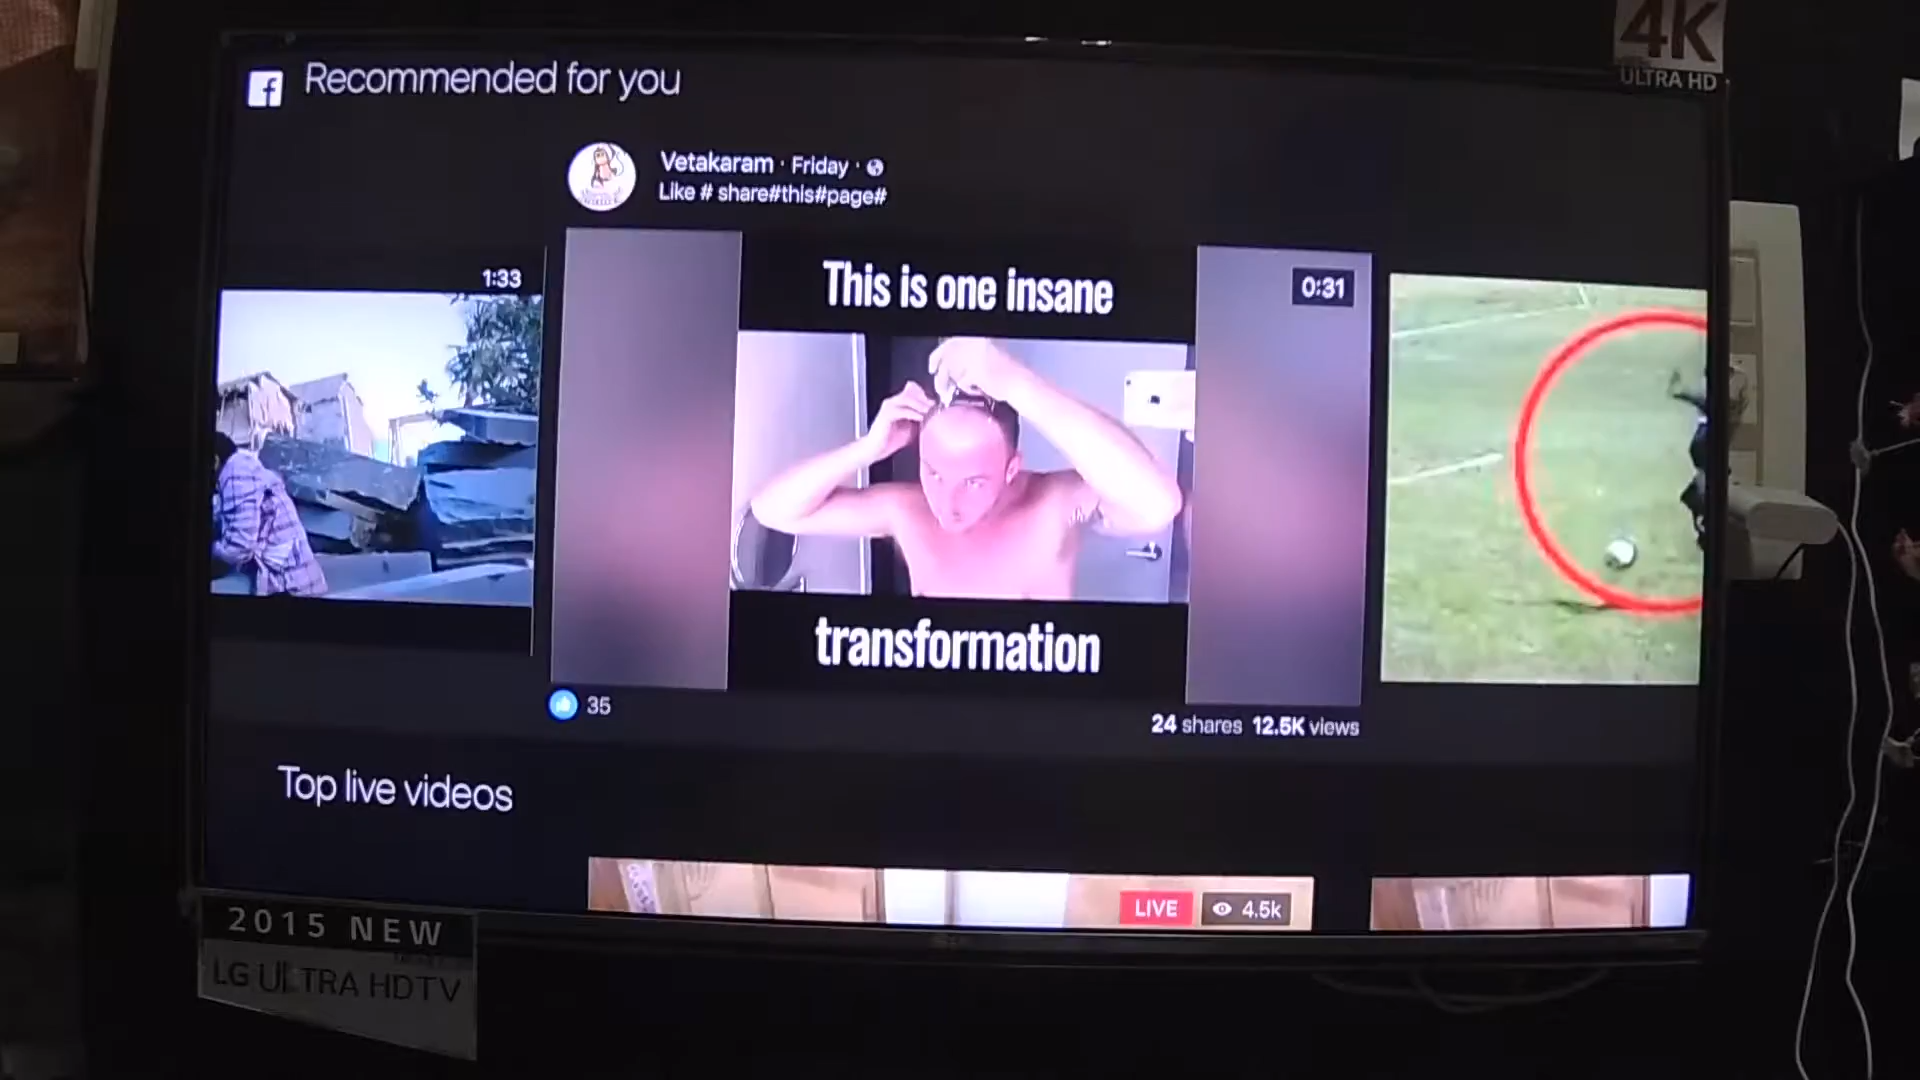 4K
ULTRA HD
f Recommended for you
Vetakaram · Friday ·
Like # share#this#page#
1:33
This is one insane
0:31
transformation
35
24 shares 12.5K views
Top live videos
LIVE 4.5k
2015 NEW
LG ULTRA HDTV